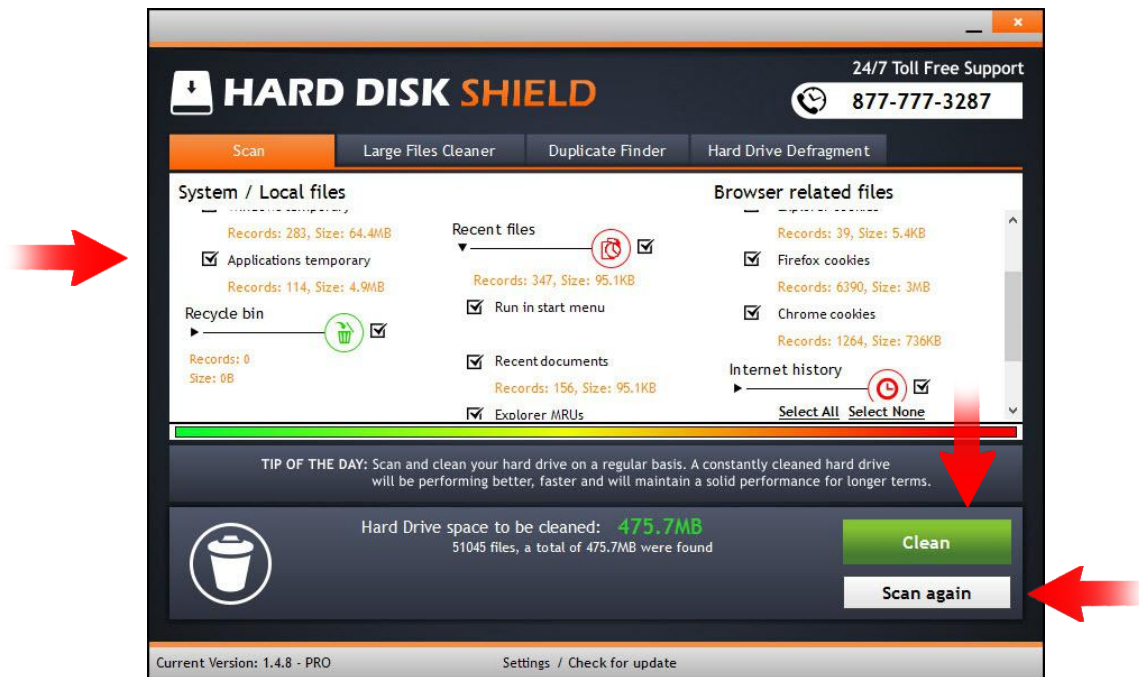 ×
HARD DISK SHIELD
24/7 Toll Free Support
877-777-3287
Scan
Large Files Cleaner
Duplicate Finder
Hard Drive Defragment
System / Local files
Records: 283, Size: 64.4MB
Applications temporary
Records: 114, Size: 4.9MB
Recycle bin
Records: 0
Size: 0B
Recent files
Records: 347, Size: 95.1KB
Run in start menu
Recent documents
Records: 156, Size: 95.1KB
Explorer MRUs
Browser related files
Records: 39, Size: 5.4KB
Firefox cookies
Records: 6390, Size: 3MB
Chrome cookies
Records: 1264, Size: 736KB
Internet history
Select All Select None
TIP OF THE DAY: Scan and clean your hard drive on a regular basis. A constantly cleaned hard drive
will be performing better, faster and will maintain a solid performance for longer terms.
Hard Drive space to be cleaned: 475.7MB
51045 files, a total of 475.7MB were found
Clean
Scan again
Current Version: 1.4.8 - PRO
Settings / Check for update